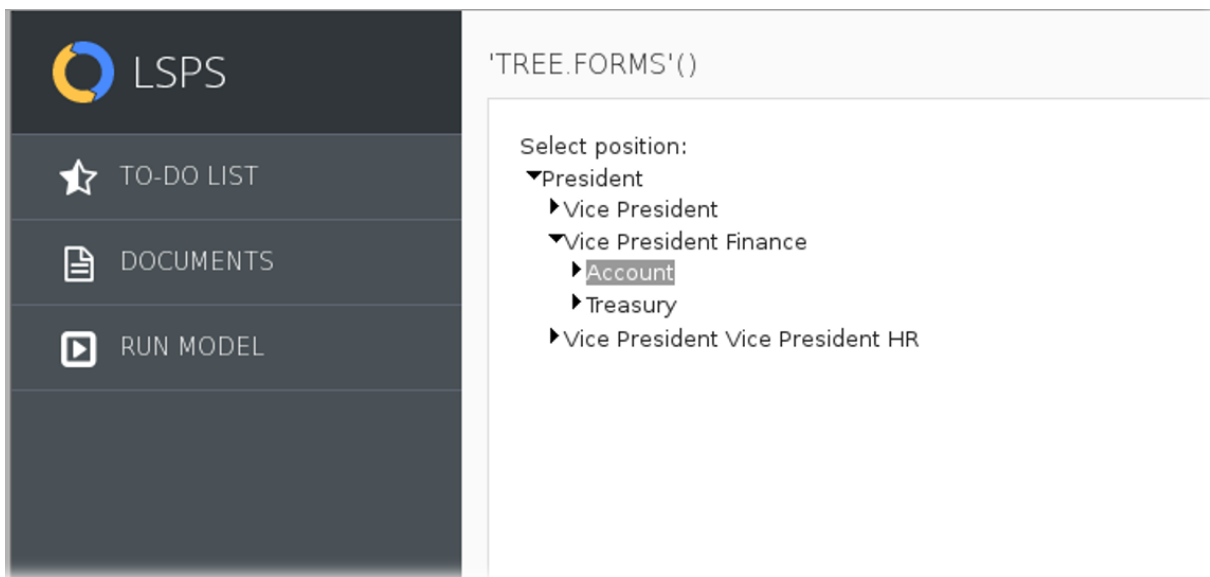 LSPS
TO-DO LIST
DOCUMENTS
RUN MODEL
'TREE.FORMS'()
Select position:
President
Vice President
Vice President Finance
Account
Treasury
Vice President Vice President HR